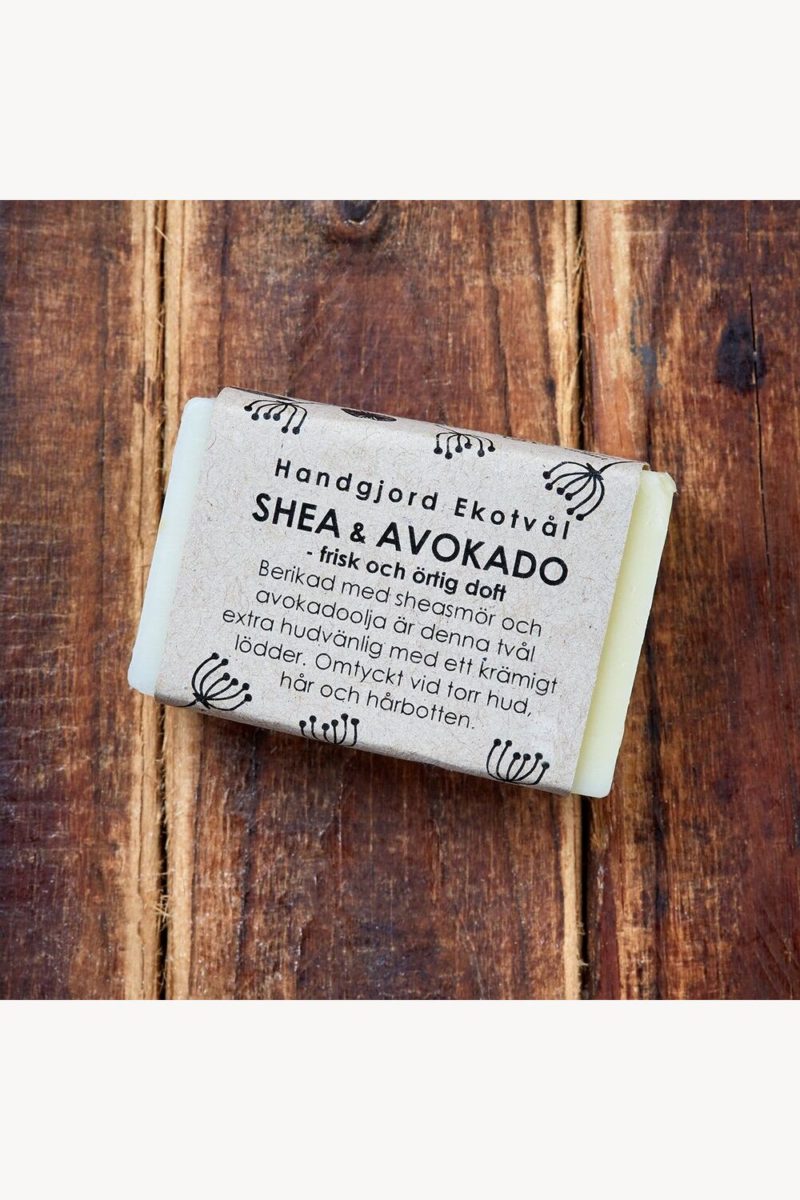 Handgjord Ekotvål
SHEA & AVOKADO
- frisk och örtig doft
Berikad med sheasmör och
avokadoolja är denna tvål
extra hudvänlig med ett krämigt
lödder. Omtyckt vid torr hud,
hår och hårbotten.